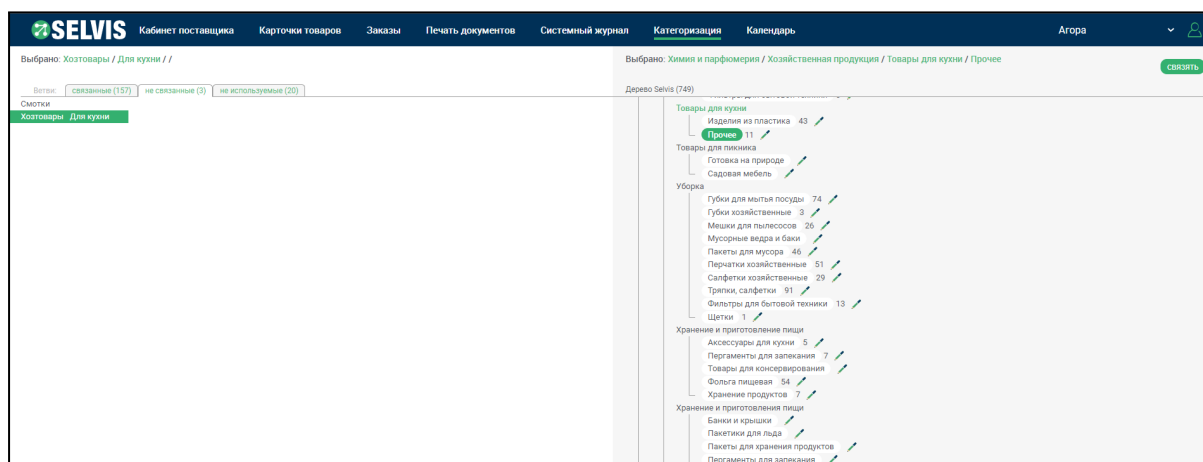 SELVIS Кабинет поставщика Карточки товаров Заказы Печать документов Системный журнал Категоризация Календарь Агора
Выбрано: Хозтовары / Для кухни / /
Выбрано: Химия и парфюмерия / Хозяйственная продукция / Товары для кухни / Прочее
связять
Ветви: связанные (157) не связанные (3) не используемые (20)
Дерево Selvis (749)
Смотки
Хозтовары Для кухни
Товары для кухни
Изделия из пластика 43
Прочее 11
Товары для пикника
Готовка на природе
Садовая мебель
Уборка
Губки для мытья посуды 74
Губки хозяйственные 3
Мешки для пылесосов 26
Мусорные ведра и баки
Пакеты для мусора 46
Перчатки хозяйственные 51
Салфетки хозяйственные 29
Тряпки, салфетки 91
Фильтры для бытовой техники 13
Щетки 1
Хранение и приготовление пищи
Аксессуары для кухни 5
Пергаменты для запекания 7
Товары для консервирования
Фольга пищевая 54
Хранение продуктов 7
Хранение и приготовления пищи
Банки и крышки
Пакетики для льда
Пакеты для хранения продуктов
Пергаменты для запекания